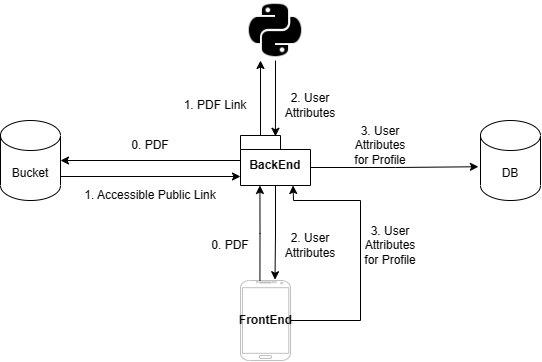 1. PDF Link
2. User
Attributes
0. PDF
3. User
Attributes
for Profile
Bucket
BackEnd
DB
1. Accessible Public Link
0. PDF
2. User
Attributes
3. User
Attributes
for Profile
FrontEnd